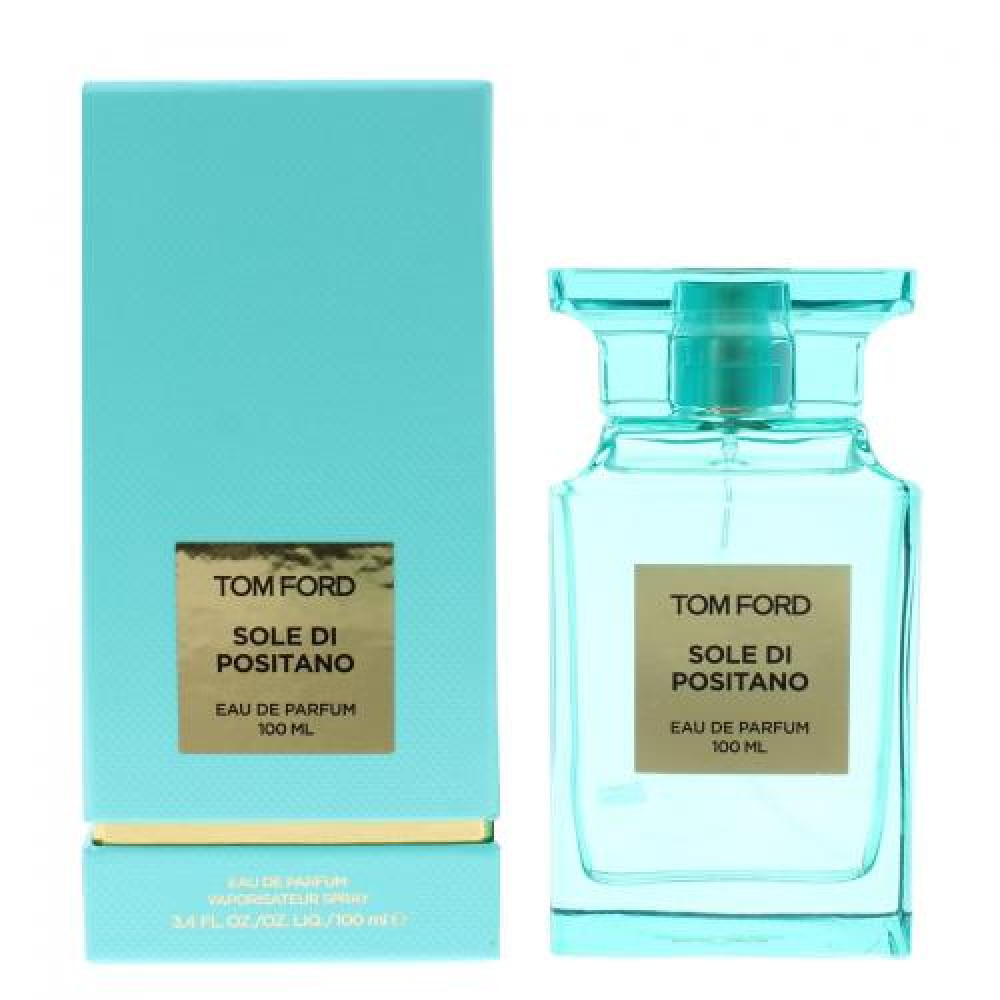 TOM FORD
SOLE DI
POSITANO
EAU DE PARFUM
100 ML
EAU DE PARFUM
VAPORISATEUR SPRAY
3.4 FL. OZ./OZ. LIQ./100 ml ℮
TOM FORD
SOLE DI
POSITANO
EAU DE PARFUM
100 ML